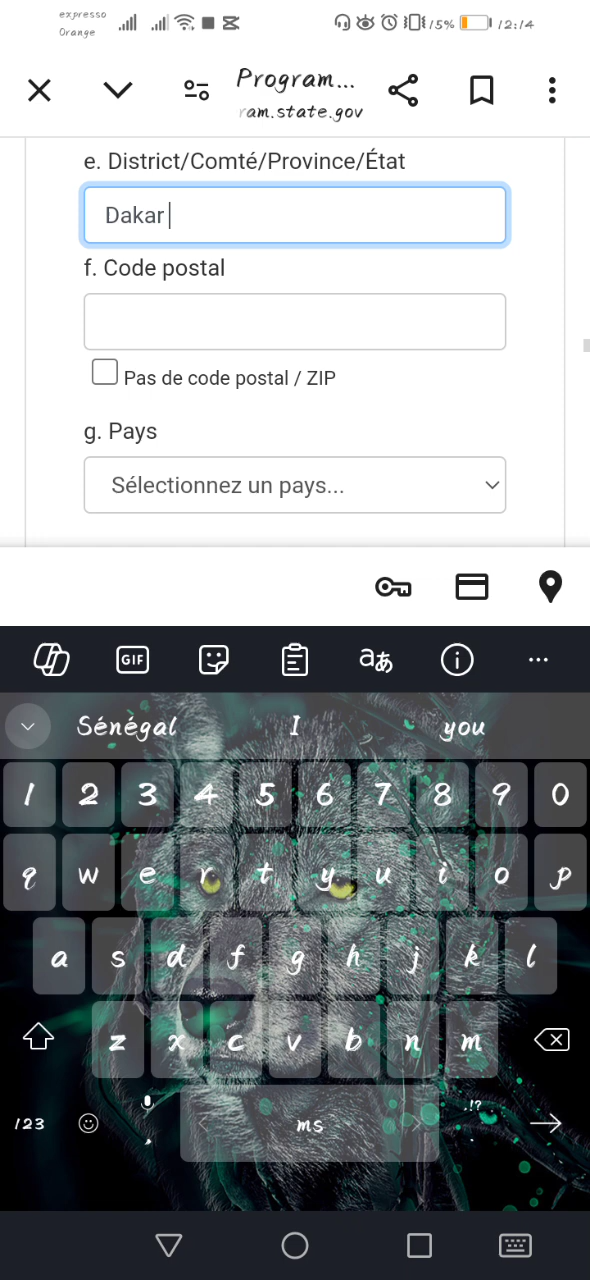 expresso
Orange
15% 12:14
Program...
ram.state.gov
e. District/Comté/Province/État
Dakar
f. Code postal
Pas de code postal / ZIP
g. Pays
Sélectionnez un pays...
GIF
aあ
Sénégal I you
1 2 3 4 5 6 7 8 9 0
q w e r t y u i o p
a s d f g h j k l
z x c v b n m
123 , ms .!?